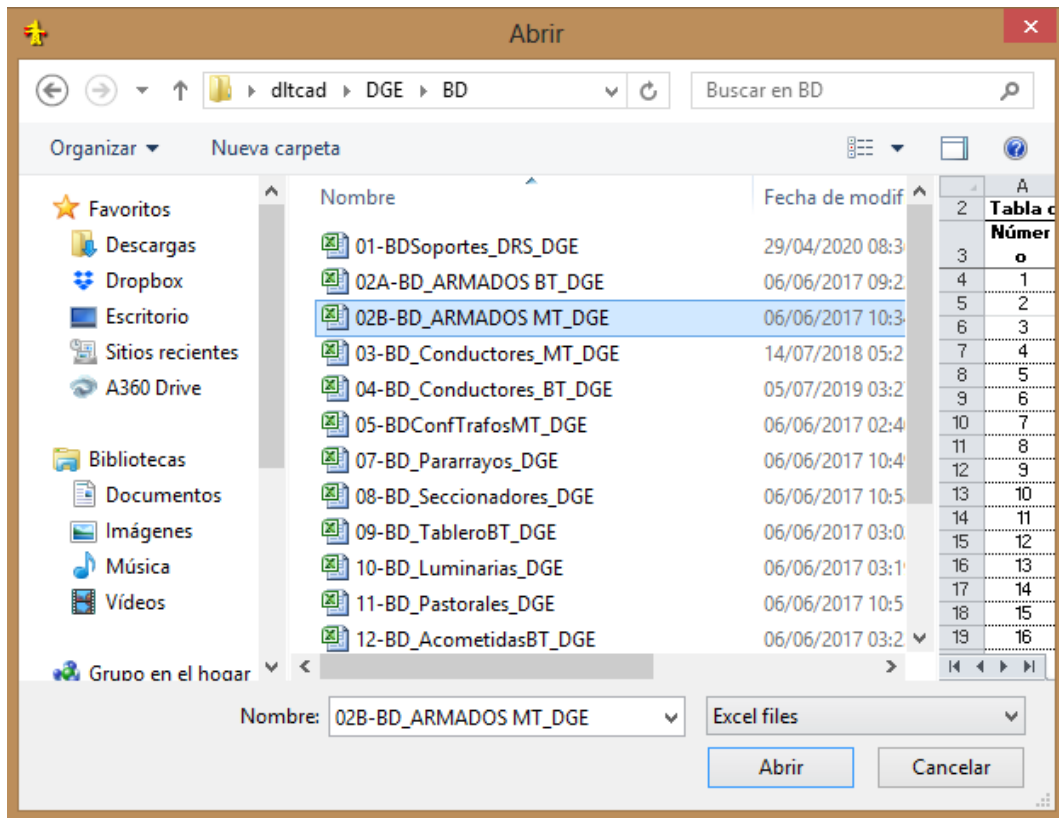 Abrir
dltcad DGE BD
Buscar en BD
Organizar
Nueva carpeta
Favoritos
Descargas
Dropbox
Escritorio
Sitios recientes
A360 Drive
Bibliotecas
Documentos
Imágenes
Música
Vídeos
Grupo en el hogar
Nombre Fecha de modif
01-BDSoportes_DRS_DGE 29/04/2020 08:3
02A-BD_ARMADOS BT_DGE 06/06/2017 09:2
02B-BD_ARMADOS MT_DGE 06/06/2017 10:3
03-BD_Conductores_MT_DGE 14/07/2018 05:2
04-BD_Conductores_BT_DGE 05/07/2019 03:2
05-BDConfTrafosMT_DGE 06/06/2017 02:4
07-BD_Pararrayos_DGE 06/06/2017 10:4
08-BD_Seccionadores_DGE 06/06/2017 10:5
09-BD_TableroBT_DGE 06/06/2017 03:0
10-BD_Luminarias_DGE 06/06/2017 03:1
11-BD_Pastorales_DGE 06/06/2017 10:5
12-BD_AcometidasBT_DGE 06/06/2017 03:2
A
2 Tabla
3 Númer
o
4 1
5 2
6 3
7 4
8 5
9 6
10 7
11 8
12 9
13 10
14 11
15 12
16 13
17 14
18 15
19 16
Nombre: 02B-BD_ARMADOS MT_DGE
Excel files
Abrir
Cancelar